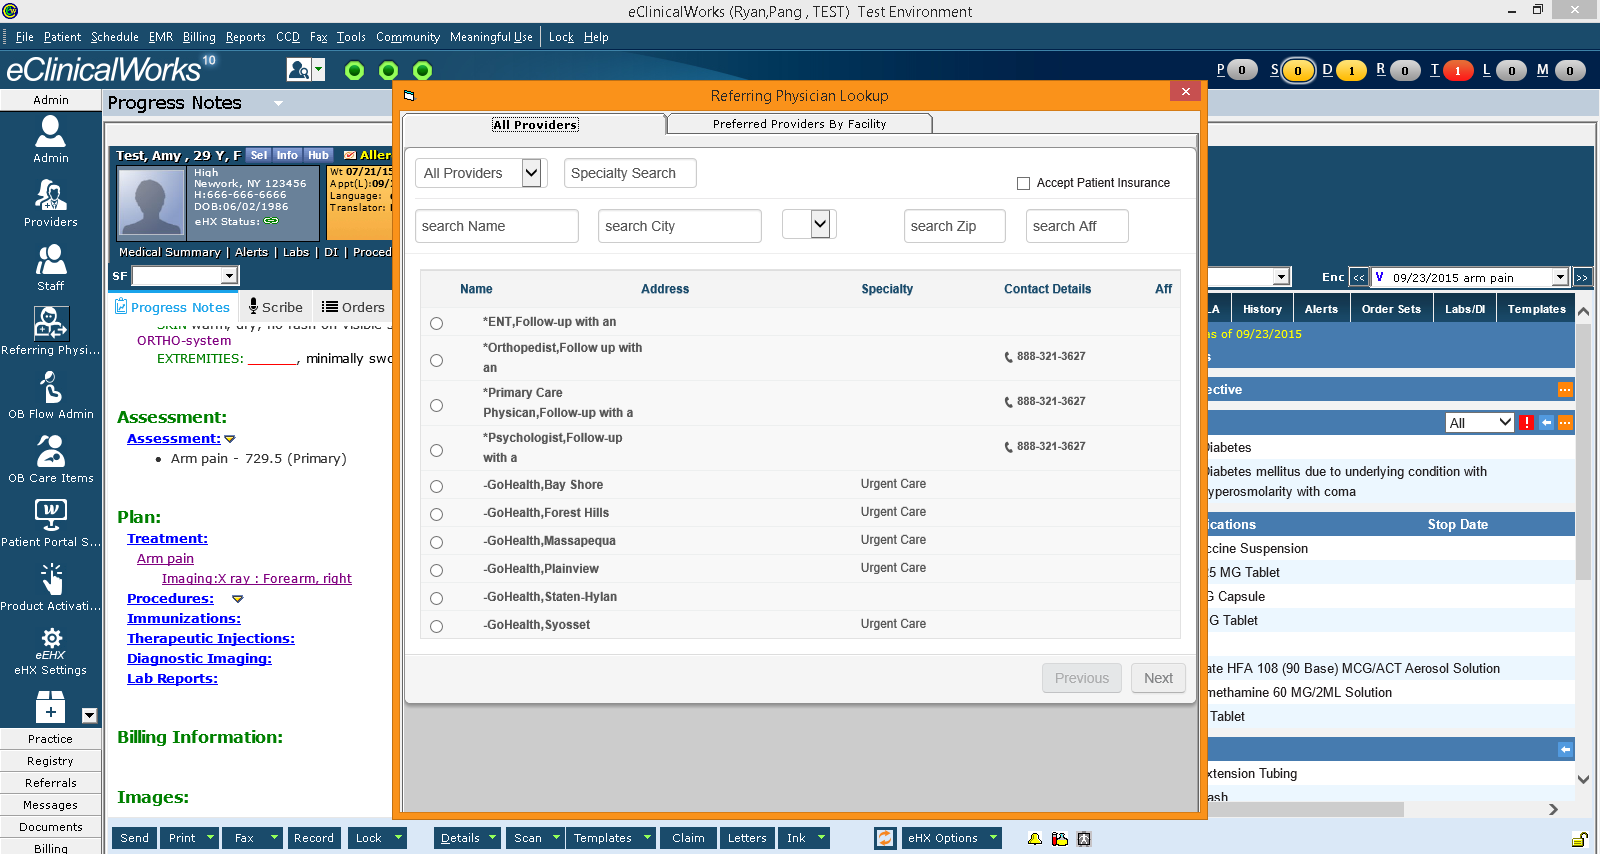 eClinicalWorks (Ryan,Pang , TEST)  Test Environment
File Patient Schedule EMR Billing Reports CCD Fax Tools Community Meaningful Use Lock Help
eClinicalWorks 10
P 0 S 0 D 1 R 0 T 1 L 0 M 0
Admin
Progress Notes
Admin
Providers
Staff
Referring Physi...
OB Flow Admin
OB Care Items
Patient Portal S...
Product Activati...
eEHX
eHX Settings
Practice
Registry
Referrals
Messages
Documents
Billing
Test, Amy , 29 Y, F Sel Info Hub Aller
High
Newyork, NY 123456
H:666-666-6666
DOB:06/02/1986
eHX Status:
Wt 07/21/15
Appt(L):09/
Language:
Translator:
Medical Summary | Alerts | Labs | DI | Proced
SF
Progress Notes Scribe Orders
SKIN warm, dry, no rash on visible s
ORTHO-system
EXTREMITIES: ______, minimally swo
Assessment:
Assessment:
• Arm pain - 729.5 (Primary)
Plan:
Treatment:
Arm pain
Imaging:X ray : Forearm, right
Procedures:
Immunizations:
Therapeutic Injections:
Diagnostic Imaging:
Lab Reports:
Billing Information:
Images:
Referring Physician Lookup
All Providers Preferred Providers By Facility
All Providers Specialty Search
Accept Patient Insurance
search Name search City search Zip search Aff
Name Address Specialty Contact Details Aff
*ENT,Follow-up with an
*Orthopedist,Follow up with
an
888-321-3627
*Primary Care
Physican,Follow-up with a
888-321-3627
*Psychologist,Follow-up
with a
888-321-3627
-GoHealth,Bay Shore Urgent Care
-GoHealth,Forest Hills Urgent Care
-GoHealth,Massapequa Urgent Care
-GoHealth,Plainview Urgent Care
-GoHealth,Staten-Hylan
-GoHealth,Syosset Urgent Care
Previous Next
Enc << V 09/23/2015 arm pain >>
LA History Alerts Order Sets Labs/DI Templates
ns of 09/23/2015
s
ective
All !
Diabetes
Diabetes mellitus due to underlying condition with
yperosmolarity with coma
ications Stop Date
ccine Suspension
25 MG Tablet
G Capsule
G Tablet
ate HFA 108 (90 Base) MCG/ACT Aerosol Solution
methamine 60 MG/2ML Solution
Tablet
xtension Tubing
ash
Send Print Fax Record Lock Details Scan Templates Claim Letters Ink eHX Options